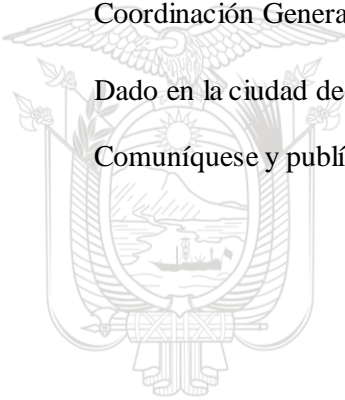 Coordinación Genera
Dado en la ciudad de
Comuníquese y publí